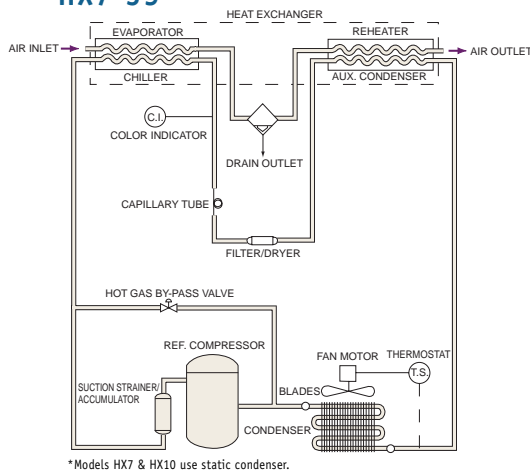 HEAT EXCHANGER
EVAPORATOR
REHEATER
AIR INLET
AIR OUTLET
CHILLER
AUX. CONDENSER
C.I.
COLOR INDICATOR
DRAIN OUTLET
CAPILLARY TUBE
FILTER/DRYER
HOT GAS BY-PASS VALVE
REF. COMPRESSOR
FAN MOTOR
THERMOSTAT
T.S.
SUCTION STRAINER/
ACCUMULATOR
BLADES
CONDENSER
*Models HX7 & HX10 use static condenser.